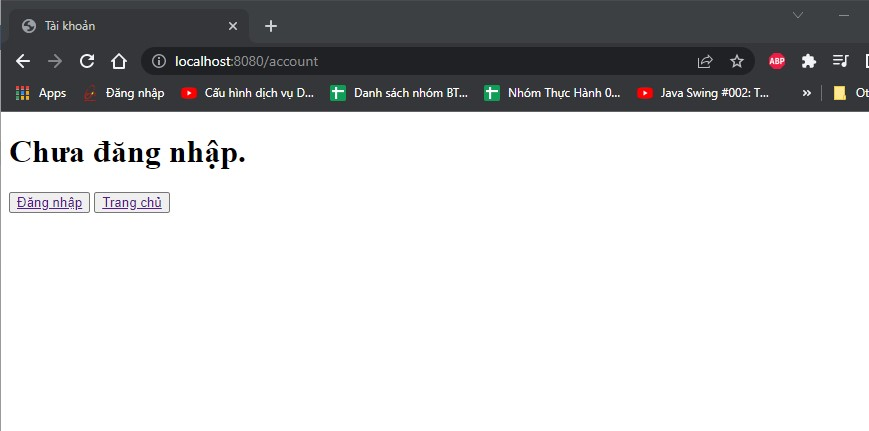 Tài khoản
localhost:8080/account
ABP
Apps Đăng nhập Cấu hình dịch vụ D... Danh sách nhóm BT... Nhóm Thực Hành 0... Java Swing #002: T... » Ot
Chưa đăng nhập.
Đăng nhập Trang chủ